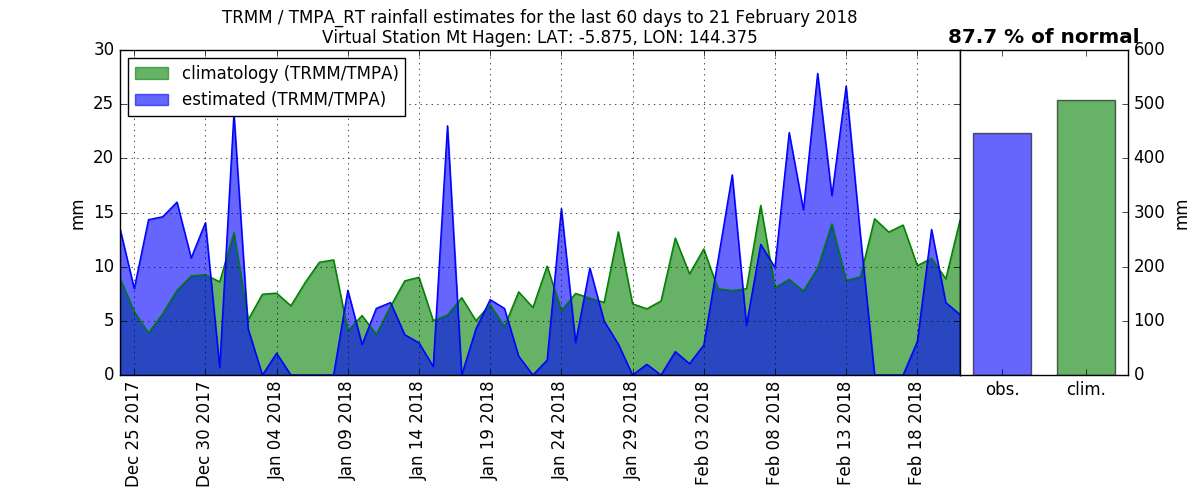 TRMM / TMPA_RT rainfall estimates for the last 60 days to 21 February 2018
Virtual Station Mt Hagen: LAT: -5.875, LON: 144.375
87.7 % of normal
climatology (TRMM/TMPA)
estimated (TRMM/TMPA)
mm
30
25
20
15
10
5
0
Dec 25 2017
Dec 30 2017
Jan 04 2018
Jan 09 2018
Jan 14 2018
Jan 19 2018
Jan 24 2018
Jan 29 2018
Feb 03 2018
Feb 08 2018
Feb 13 2018
Feb 18 2018
obs.
clim.
600
500
400
300
200
100
0
mm